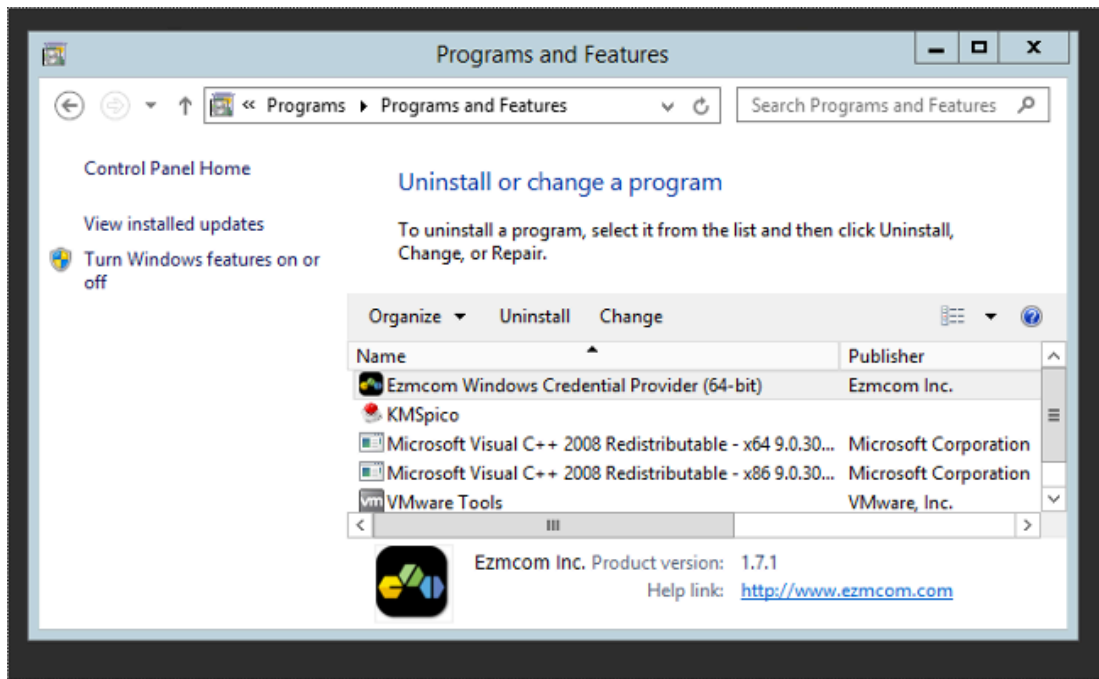 Programs and Features
« Programs ▸ Programs and Features
Search Programs and Features
Control Panel Home
View installed updates
Turn Windows features on or
off
Uninstall or change a program
To uninstall a program, select it from the list and then click Uninstall,
Change, or Repair.
Organize Uninstall Change
Name Publisher
Ezmcom Windows Credential Provider (64-bit) Ezmcom Inc.
KMSpico
Microsoft Visual C++ 2008 Redistributable - x64 9.0.30... Microsoft Corporation
Microsoft Visual C++ 2008 Redistributable - x86 9.0.30... Microsoft Corporation
vm VMware Tools VMware, Inc.
Ezmcom Inc. Product version: 1.7.1
Help link: http://www.ezmcom.com